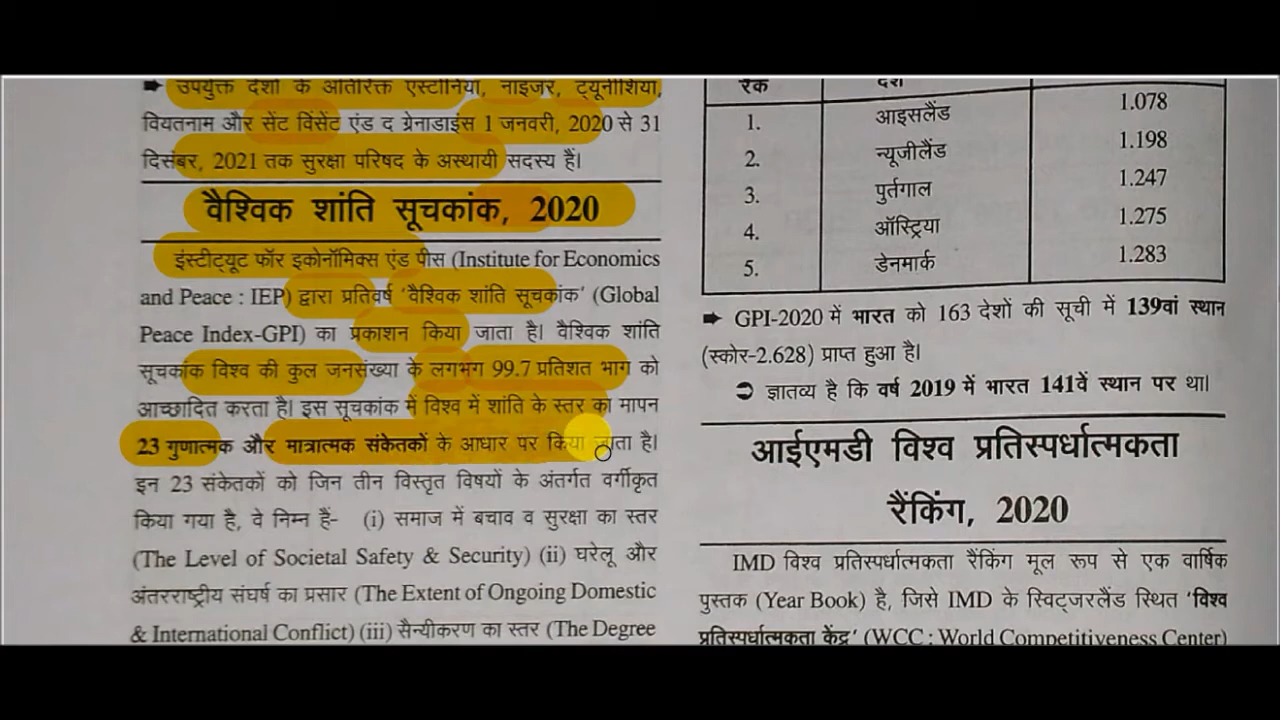 ➨ उपर्युक्त देशों के अतिरिक्त एस्टोनिया, नाइजर, ट्यूनीशिया,
वियतनाम और सेंट विंसेंट एंड द ग्रेनाडाइंस 1 जनवरी, 2020 से 31
दिसंबर, 2021 तक सुरक्षा परिषद के अस्थायी सदस्य हैं।
वैश्विक शांति सूचकांक, 2020
इंस्टीट्यूट फॉर इकोनॉमिक्स एंड पीस (Institute for Economics
and Peace : IEP) द्वारा प्रतिवर्ष 'वैश्विक शांति सूचकांक' (Global
Peace Index-GPI) का प्रकाशन किया जाता है। वैश्विक शांति
सूचकांक विश्व की कुल जनसंख्या के लगभग 99.7 प्रतिशत भाग को
आच्छादित करता है। इस सूचकांक में विश्व में शांति के स्तर का मापन
23 गुणात्मक और मात्रात्मक संकेतकों के आधार पर किया जाता है।
इन 23 संकेतकों को जिन तीन विस्तृत विषयों के अंतर्गत वर्गीकृत
किया गया है, वे निम्न हैं- (i) समाज में बचाव व सुरक्षा का स्तर
(The Level of Societal Safety & Security) (ii) घरेलू और
अंतरराष्ट्रीय संघर्ष का प्रसार (The Extent of Ongoing Domestic
& International Conflict) (iii) सैन्यीकरण का स्तर (The Degree
रैंक देश
1. आइसलैंड 1.078
2. न्यूजीलैंड 1.198
3. पुर्तगाल 1.247
4. ऑस्ट्रिया 1.275
5. डेनमार्क 1.283
➨ GPI-2020 में भारत को 163 देशों की सूची में 139वां स्थान
(स्कोर-2.628) प्राप्त हुआ है।
➲ ज्ञातव्य है कि वर्ष 2019 में भारत 141वें स्थान पर था।
आईएमडी विश्व प्रतिस्पर्धात्मकता
रैंकिंग, 2020
IMD विश्व प्रतिस्पर्धात्मकता रैंकिंग मूल रूप से एक वार्षिक
पुस्तक (Year Book) है, जिसे IMD के स्विट्जरलैंड स्थित 'विश्व
प्रतिस्पर्धात्मकता केंद्र' (WCC : World Competitiveness Center)